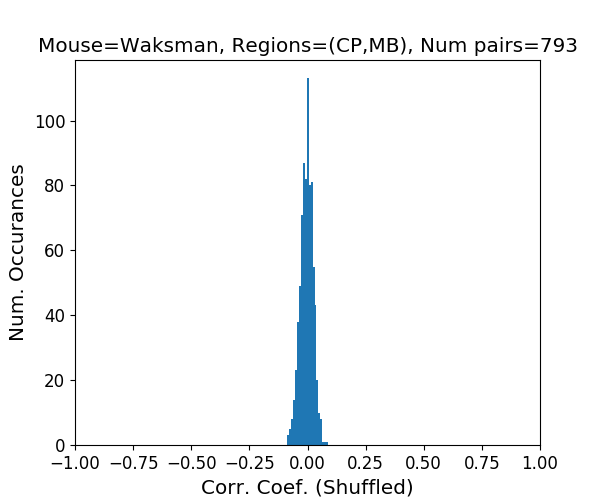 Mouse=Waksman, Regions=(CP,MB), Num pairs=793
Num. Occurances
100
80
60
40
20
0
−1.00 −0.75 −0.50 −0.25 0.00 0.25 0.50 0.75 1.00
Corr. Coef. (Shuffled)